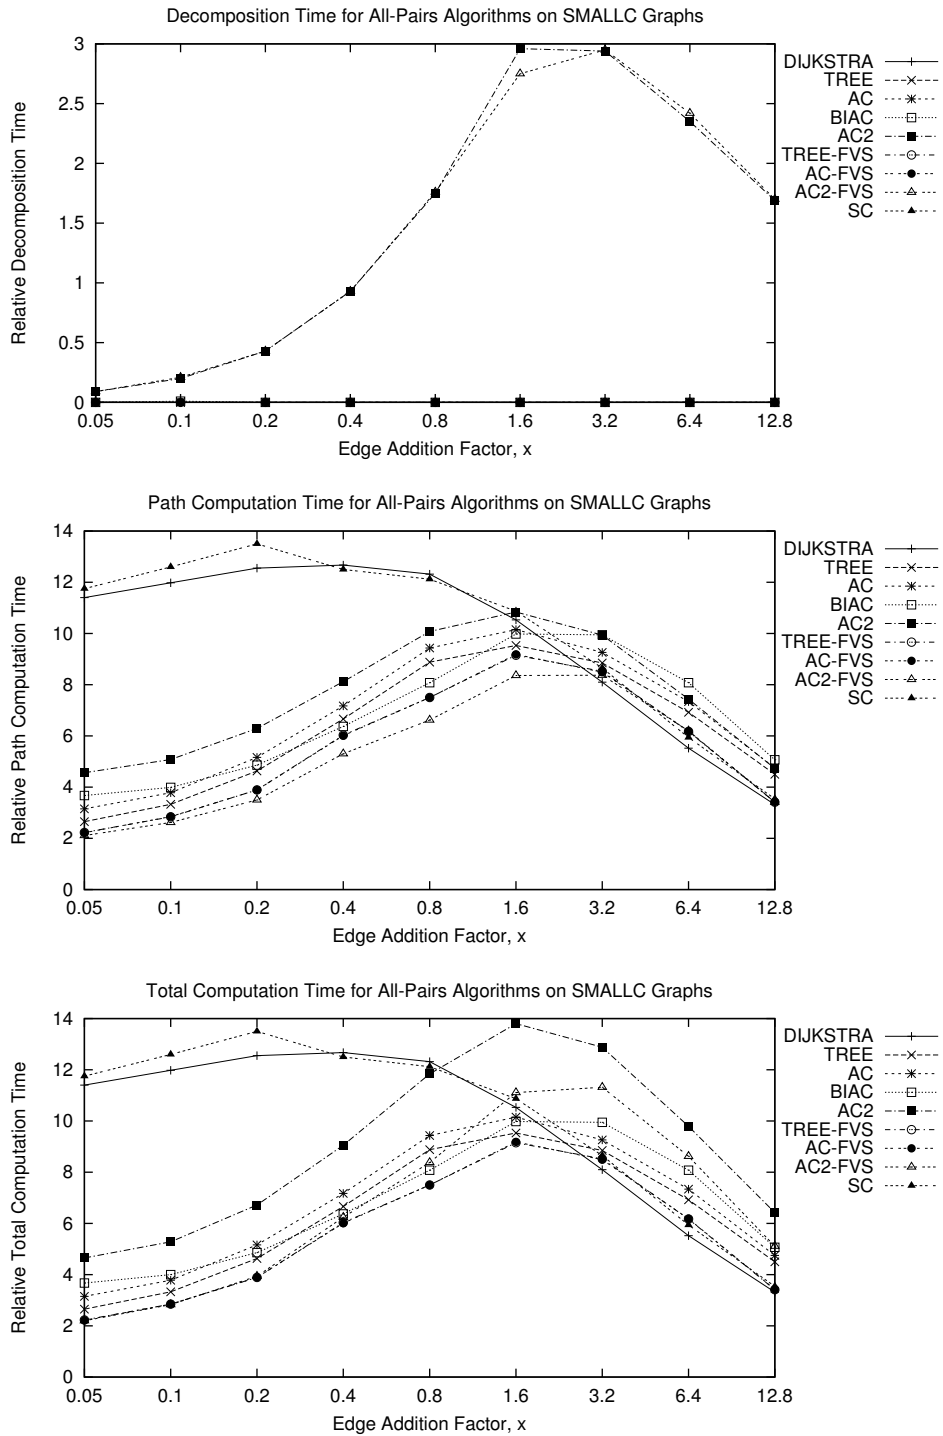 Decomposition Time for All-Pairs Algorithms on SMALLC Graphs
3
2.5
2
1.5
1
0.5
0
0.05 0.1 0.2 0.4 0.8 1.6 3.2 6.4 12.8
Relative Decomposition Time
Edge Addition Factor, x
DIJKSTRA
TREE
AC
BIAC
AC2
TREE-FVS
AC-FVS
AC2-FVS
SC
Path Computation Time for All-Pairs Algorithms on SMALLC Graphs
14
12
10
8
6
4
2
0
0.05 0.1 0.2 0.4 0.8 1.6 3.2 6.4 12.8
Relative Path Computation Time
Edge Addition Factor, x
DIJKSTRA
TREE
AC
BIAC
AC2
TREE-FVS
AC-FVS
AC2-FVS
SC
Total Computation Time for All-Pairs Algorithms on SMALLC Graphs
14
12
10
8
6
4
2
0
0.05 0.1 0.2 0.4 0.8 1.6 3.2 6.4 12.8
Relative Total Computation Time
Edge Addition Factor, x
DIJKSTRA
TREE
AC
BIAC
AC2
TREE-FVS
AC-FVS
AC2-FVS
SC